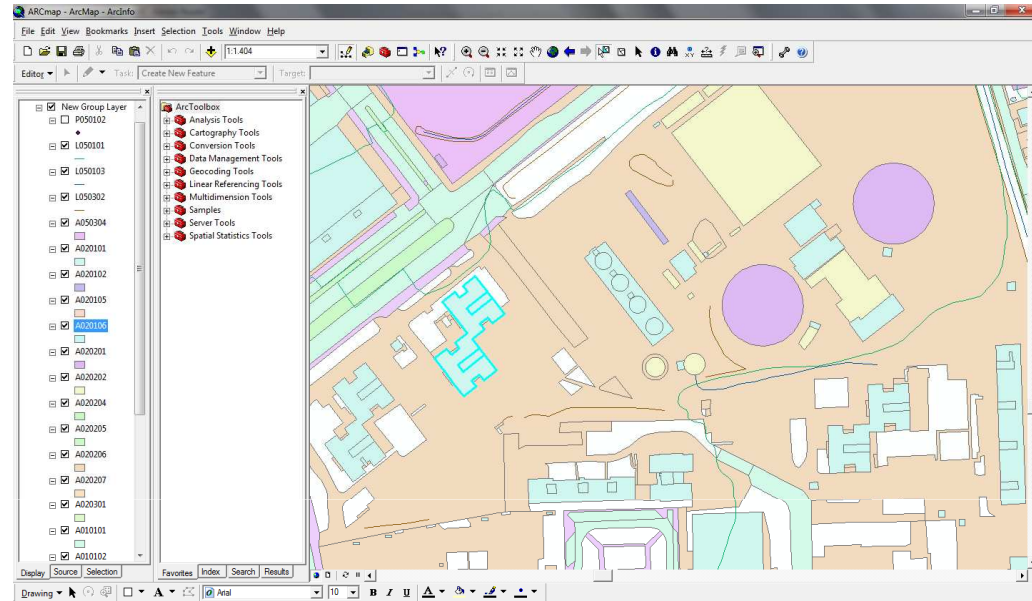 ARCmap - ArcMap - ArcInfo
File Edit View Bookmarks Insert Selection Tools Window Help
1:1.404
Editor Task: Create New Feature Target:
New Group Layer
P050102
L050101
L050103
L050302
A050304
A020101
A020102
A020105
A020106
A020201
A020202
A020204
A020205
A020206
A020207
A020301
A010101
A010102
Display Source Selection
ArcToolbox
Analysis Tools
Cartography Tools
Conversion Tools
Data Management Tools
Geocoding Tools
Linear Referencing Tools
Multidimension Tools
Samples
Server Tools
Spatial Statistics Tools
Favorites Index Search Results
Drawing A Arial 10 B I U A